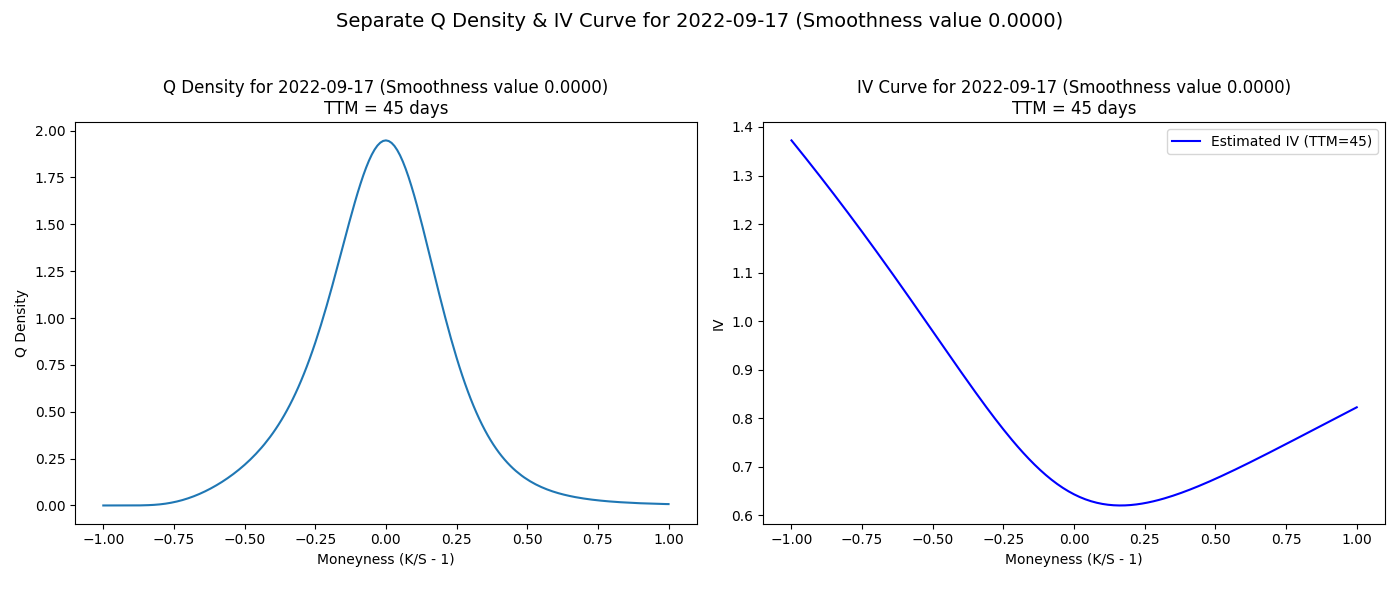 Separate Q Density & IV Curve for 2022-09-17 (Smoothness value 0.0000)
Q Density for 2022-09-17 (Smoothness value 0.0000)
TTM = 45 days
2.00
1.75
1.50
1.25
1.00
0.75
0.50
0.25
0.00
Q Density
−1.00 −0.75 −0.50 −0.25 0.00 0.25 0.50 0.75 1.00
Moneyness (K/S - 1)
IV Curve for 2022-09-17 (Smoothness value 0.0000)
TTM = 45 days
Estimated IV (TTM=45)
1.4
1.3
1.2
1.1
1.0
0.9
0.8
0.7
0.6
IV
−1.00 −0.75 −0.50 −0.25 0.00 0.25 0.50 0.75 1.00
Moneyness (K/S - 1)